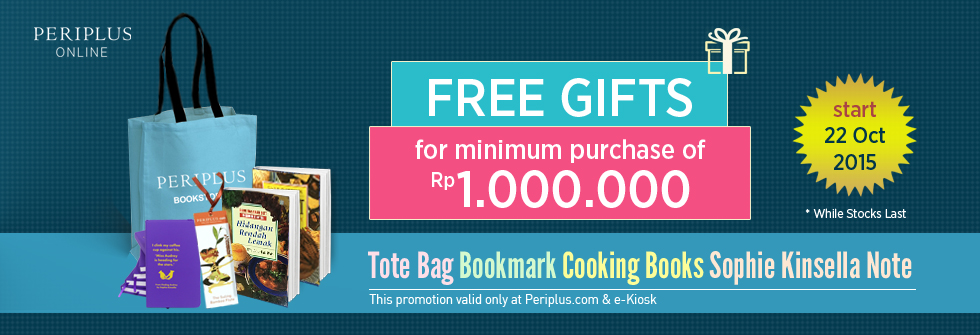 PERIPLUS
ONLINE
FREE GIFTS
for minimum purchase of
Rp1.000.000
start
22 Oct
2015
* While Stocks Last
PERIPLUS
BOOKSTO
PERIPLUS
Hidangan
Rendah
Lemak
Tote Bag Bookmark Cooking Books Sophie Kinsella Note
This promotion valid only at Periplus.com & e-Kiosk